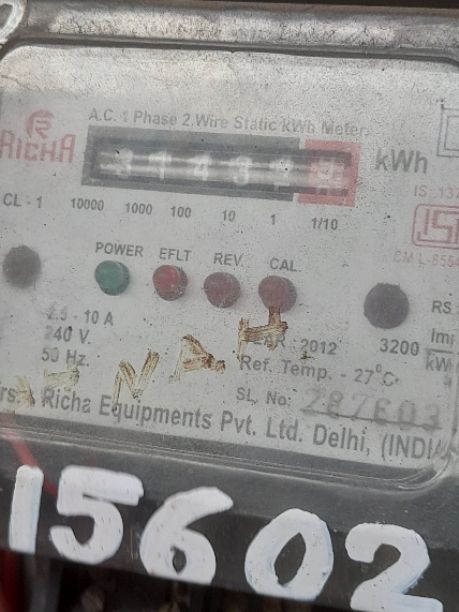 A.C. 1 Phase 2.Wire Static kWh Meter
RICHA
kWh
CL - 1
10000 1000 100 10 1 1/10
POWER EFLT REV. CAL.
2.5 - 10 A
240 V.
50 Hz.
2012
3200
Ref. Temp. - 27°C
SL. No: 287603
Richa Equipments Pvt. Ltd. Delhi,
15602